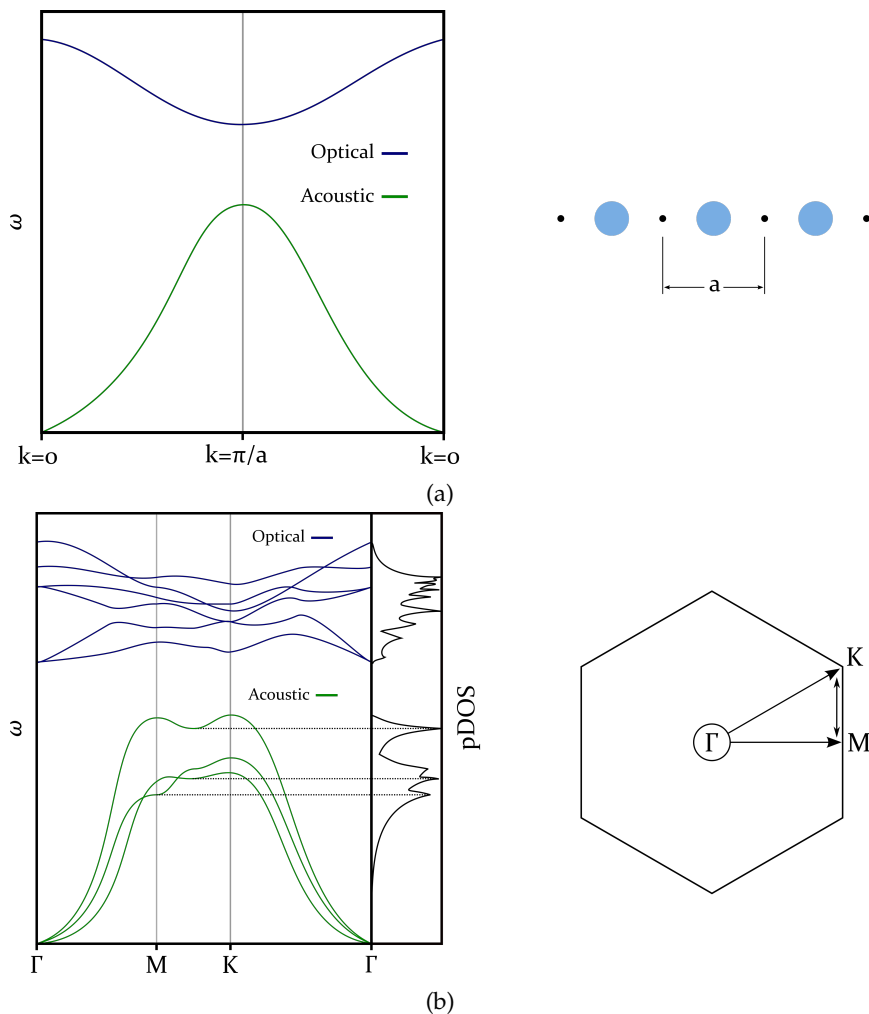 Optical
Acoustic
ω
a
k=0
k=π/a
k=0
(a)
Optical
Acoustic
ω
pDOS
Γ
M
K
Γ
K
Γ
M
(b)